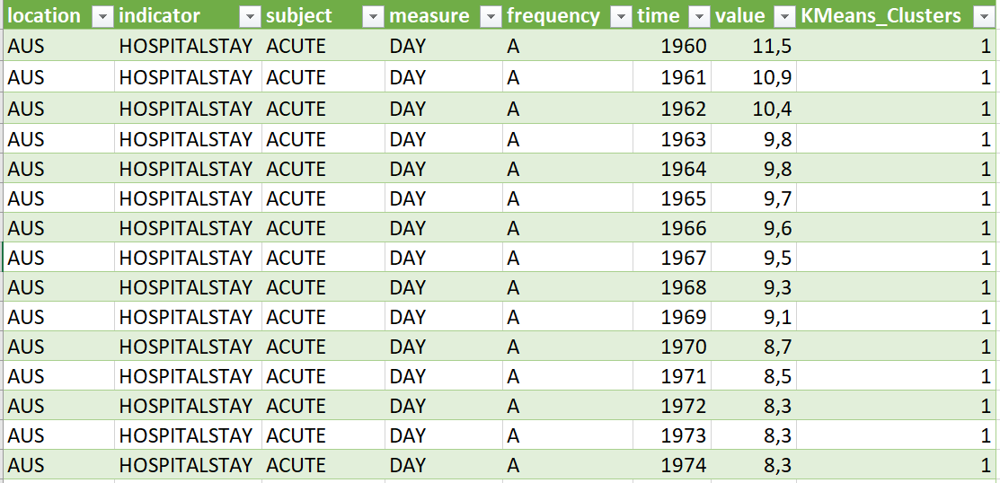 location indicator subject measure frequency time value KMeans_Clusters
AUS HOSPITALSTAY ACUTE DAY A 1960 11,5 1
AUS HOSPITALSTAY ACUTE DAY A 1961 10,9 1
AUS HOSPITALSTAY ACUTE DAY A 1962 10,4 1
AUS HOSPITALSTAY ACUTE DAY A 1963 9,8 1
AUS HOSPITALSTAY ACUTE DAY A 1964 9,8 1
AUS HOSPITALSTAY ACUTE DAY A 1965 9,7 1
AUS HOSPITALSTAY ACUTE DAY A 1966 9,6 1
AUS HOSPITALSTAY ACUTE DAY A 1967 9,5 1
AUS HOSPITALSTAY ACUTE DAY A 1968 9,3 1
AUS HOSPITALSTAY ACUTE DAY A 1969 9,1 1
AUS HOSPITALSTAY ACUTE DAY A 1970 8,7 1
AUS HOSPITALSTAY ACUTE DAY A 1971 8,5 1
AUS HOSPITALSTAY ACUTE DAY A 1972 8,3 1
AUS HOSPITALSTAY ACUTE DAY A 1973 8,3 1
AUS HOSPITALSTAY ACUTE DAY A 1974 8,3 1